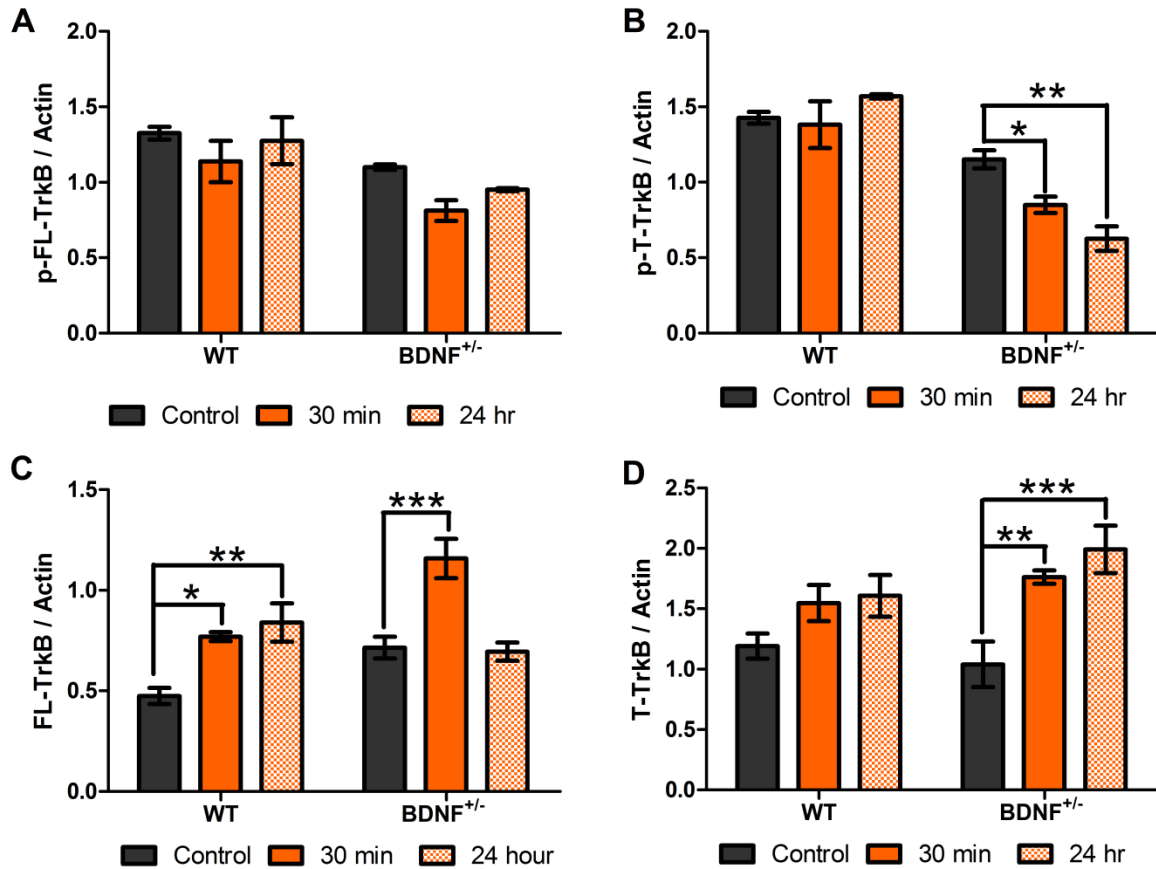 A
p-FL-TrkB / Actin
2.0
1.5
1.0
0.5
0.0
WT
BDNF+/-
Control
30 min
24 hr
B
p-T-TrkB / Actin
2.0
1.5
1.0
0.5
0.0
**
*
WT
BDNF+/-
Control
30 min
24 hr
C
FL-TrkB / Actin
1.5
1.0
0.5
0.0
***
**
*
WT
BDNF+/-
Control
30 min
24 hour
D
T-TrkB / Actin
2.5
2.0
1.5
1.0
0.5
0.0
***
**
WT
BDNF+/-
Control
30 min
24 hr